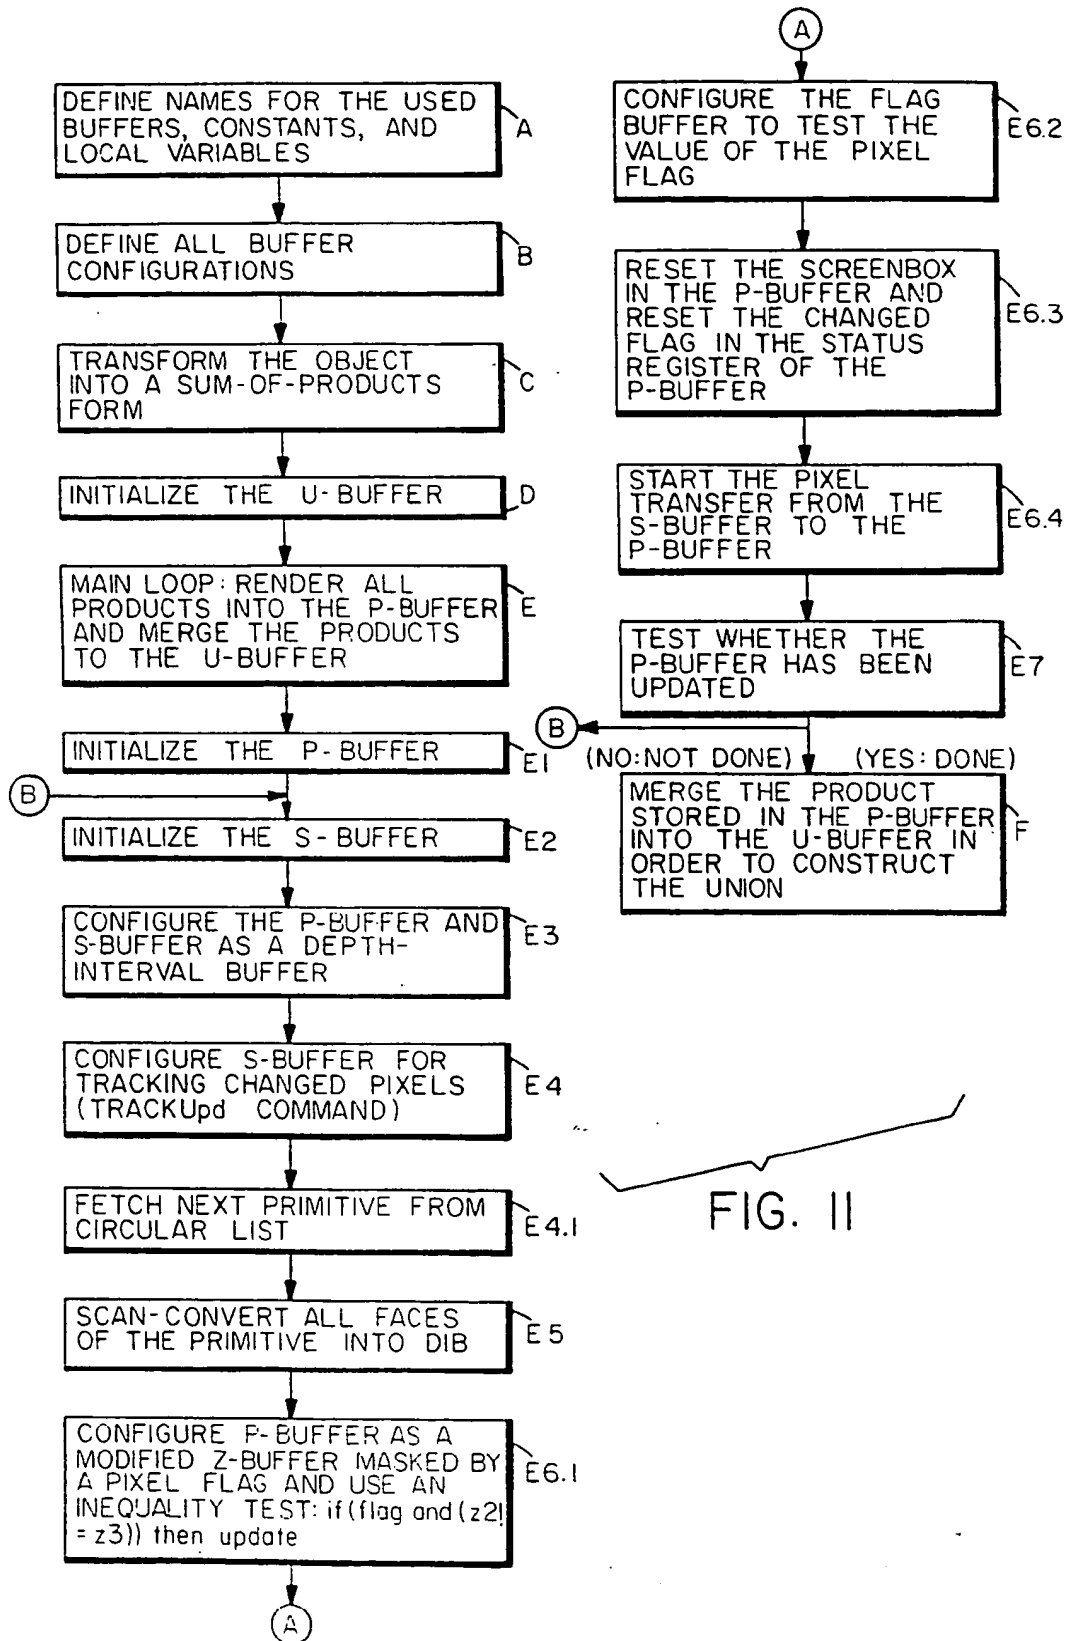 DEFINE NAMES FOR THE USED
BUFFERS, CONSTANTS, AND
LOCAL VARIABLES
A
DEFINE ALL BUFFER
CONFIGURATIONS
B
TRANSFORM THE OBJECT
INTO A SUM-OF-PRODUCTS
FORM
C
INITIALIZE THE U-BUFFER
D
MAIN LOOP: RENDER ALL
PRODUCTS INTO THE P-BUFFER
AND MERGE THE PRODUCTS
TO THE U-BUFFER
E
INITIALIZE THE P-BUFFER
E1
B
INITIALIZE THE S-BUFFER
E2
CONFIGURE THE P-BUFFER AND
S-BUFFER AS A DEPTH-
INTERVAL BUFFER
E3
CONFIGURE S-BUFFER FOR
TRACKING CHANGED PIXELS
(TRACKUpd COMMAND)
E4
FETCH NEXT PRIMITIVE FROM
CIRCULAR LIST
E4.1
SCAN-CONVERT ALL FACES
OF THE PRIMITIVE INTO DIB
E5
CONFIGURE P-BUFFER AS A
MODIFIED Z-BUFFER MASKED BY
A PIXEL FLAG AND USE AN
INEQUALITY TEST: if (flag and (z2!
= z3)) then update
E6.1
A
A
CONFIGURE THE FLAG
BUFFER TO TEST THE
VALUE OF THE PIXEL
FLAG
E6.2
RESET THE SCREENBOX
IN THE P-BUFFER AND
RESET THE CHANGED
FLAG IN THE STATUS
REGISTER OF THE
P-BUFFER
E6.3
START THE PIXEL
TRANSFER FROM THE
S-BUFFER TO THE
P-BUFFER
E6.4
TEST WHETHER THE
P-BUFFER HAS BEEN
UPDATED
E7
B
(NO: NOT DONE) (YES: DONE)
MERGE THE PRODUCT
STORED IN THE P-BUFFER
INTO THE U-BUFFER IN
ORDER TO CONSTRUCT
THE UNION
F
FIG. 11